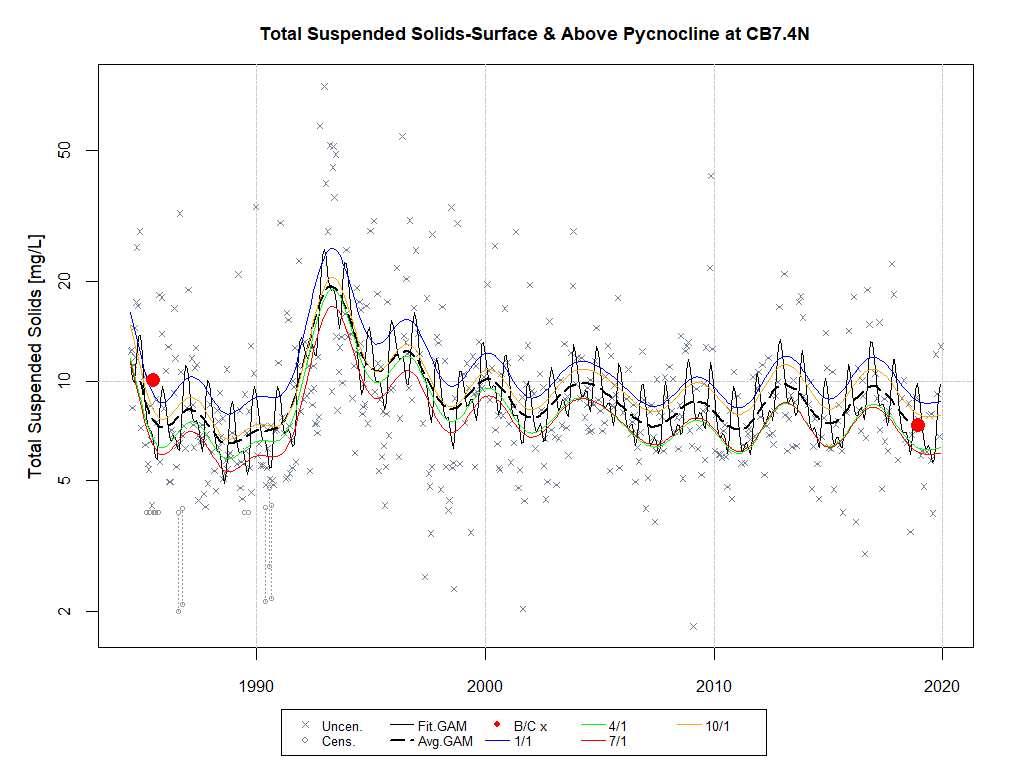 Total Suspended Solids-Surface & Above Pycnocline at CB7.4N
Total Suspended Solids [mg/L]
50
20
10
5
2
1990 2000 2010 2020
Uncen. Fit.GAM B/C x 4/1 10/1
Cens. Avg.GAM 1/1 7/1